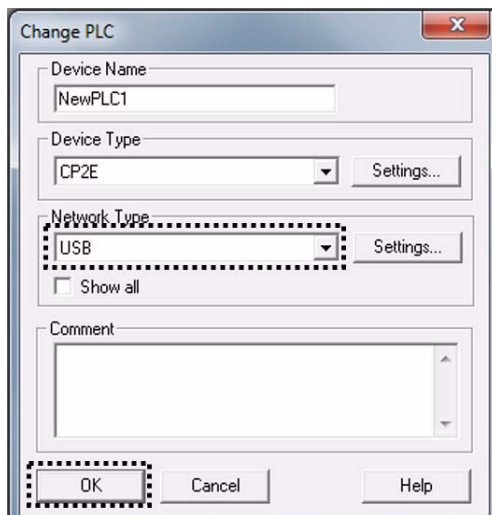 Change PLC
Device Name
NewPLC1
Device Type
CP2E
Settings...
Network Type
USB
Settings...
Show all
Comment
OK
Cancel
Help